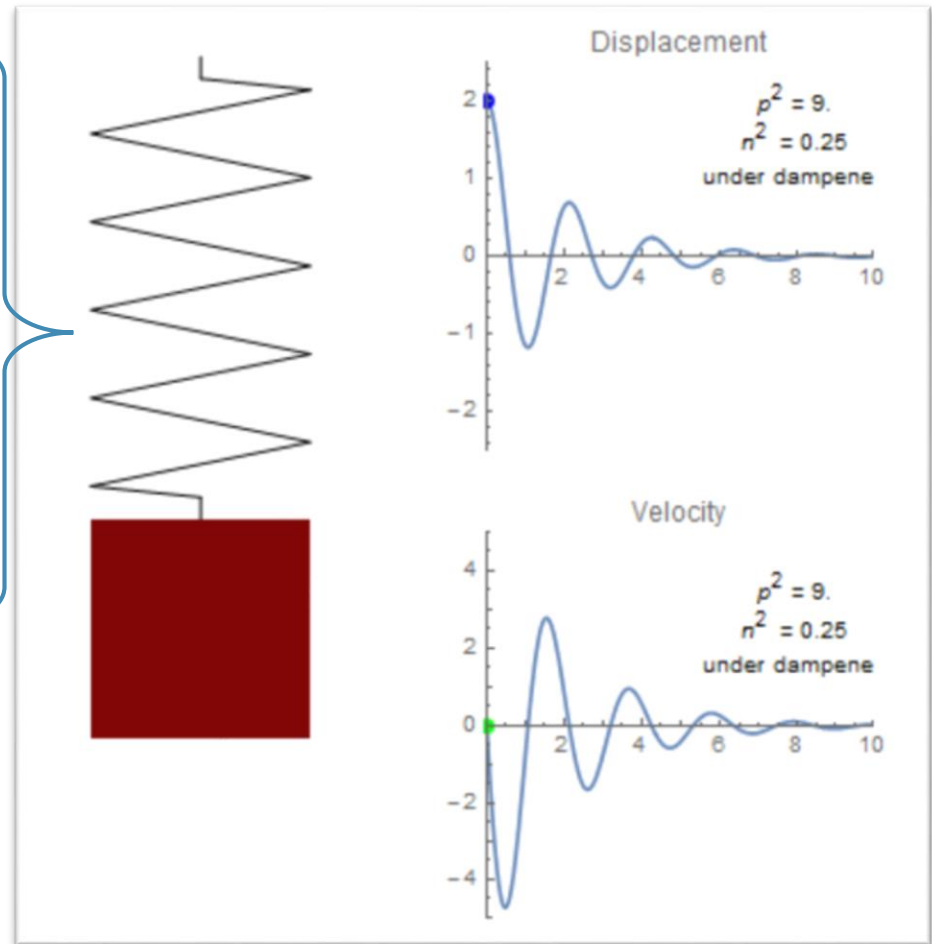 Displacement
2
1
0
-1
-2
2 4 6 8 10
p² = 9.
n² = 0.25
under dampene
Velocity
4
2
0
-2
-4
2 4 6 8 10
p² = 9.
n² = 0.25
under dampene